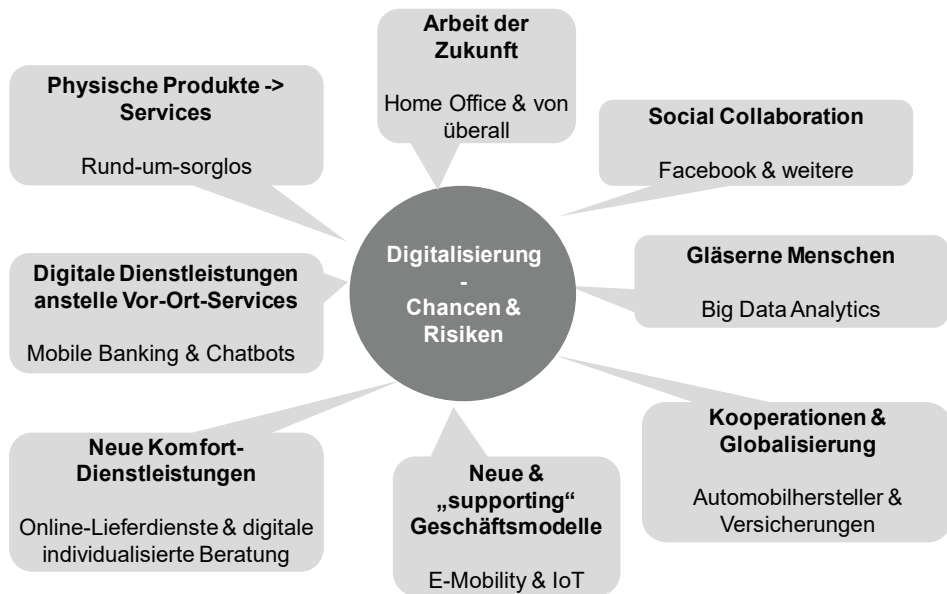 Arbeit der
Zukunft
Home Office & von
überall
Physische Produkte ->
Services
Rund-um-sorglos
Social Collaboration
Facebook & weitere
Digitalisierung
-
Chancen &
Risiken
Gläserne Menschen
Big Data Analytics
Digitale Dienstleistungen
anstelle Vor-Ort-Services
Mobile Banking & Chatbots
Kooperationen &
Globalisierung
Automobilhersteller &
Versicherungen
Neue Komfort-
Dienstleistungen
Online-Lieferdienste & digitale
individualisierte Beratung
Neue &
„supporting“
Geschäftsmodelle
E-Mobility & IoT